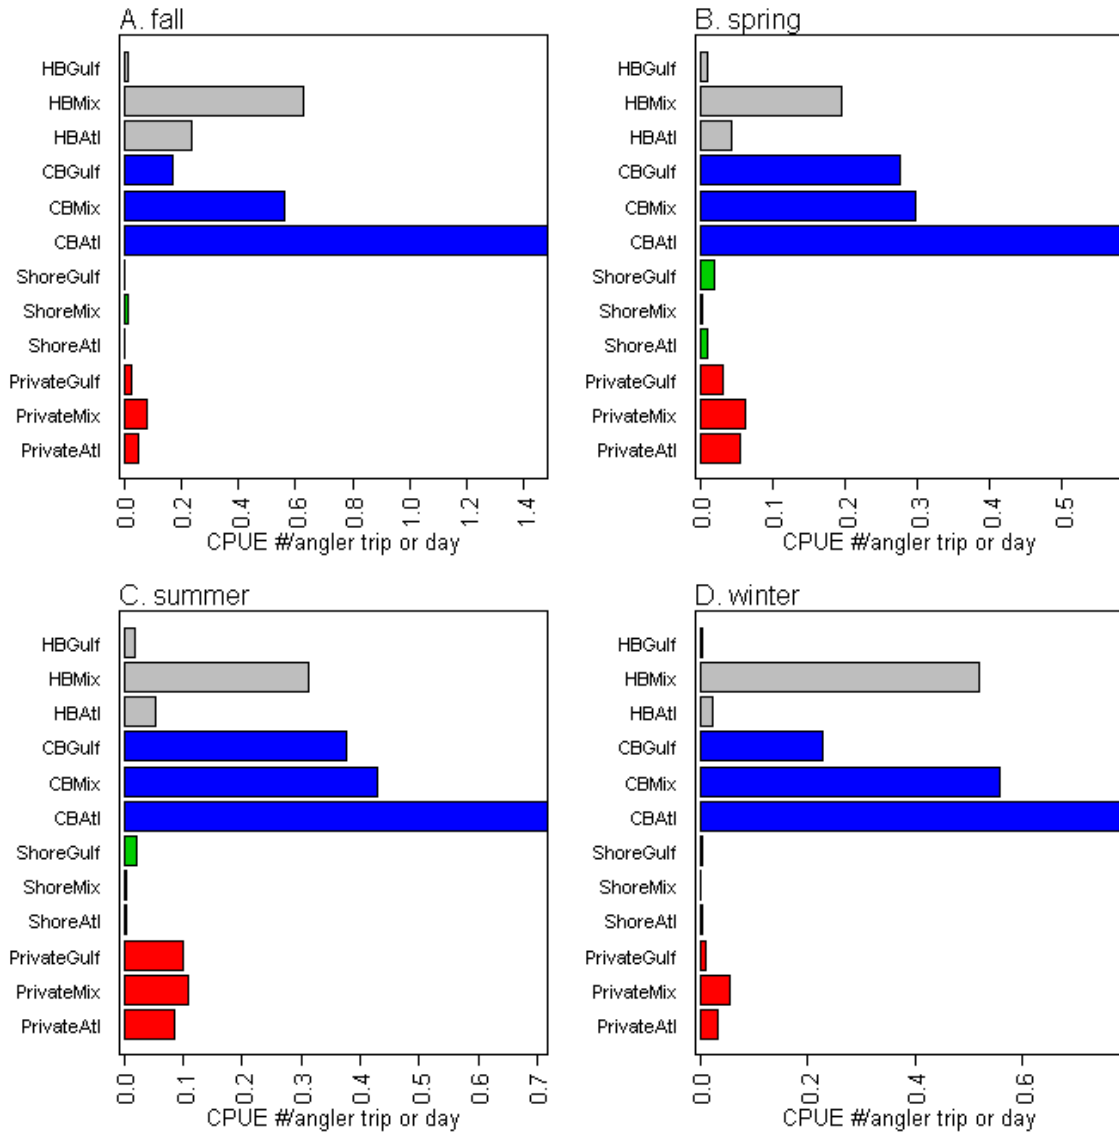 A. fall
HBGulf
HBMix
HBAtl
CBGulf
CBMix
CBAtl
ShoreGulf
ShoreMix
ShoreAtl
PrivateGulf
PrivateMix
PrivateAtl
0.0 0.2 0.4 0.6 0.8 1.0 1.2 1.4
CPUE #/angler trip or day
B. spring
HBGulf
HBMix
HBAtl
CBGulf
CBMix
CBAtl
ShoreGulf
ShoreMix
ShoreAtl
PrivateGulf
PrivateMix
PrivateAtl
0.0 0.1 0.2 0.3 0.4 0.5
CPUE #/angler trip or day
C. summer
HBGulf
HBMix
HBAtl
CBGulf
CBMix
CBAtl
ShoreGulf
ShoreMix
ShoreAtl
PrivateGulf
PrivateMix
PrivateAtl
0.0 0.1 0.2 0.3 0.4 0.5 0.6 0.7
CPUE #/angler trip or day
D. winter
HBGulf
HBMix
HBAtl
CBGulf
CBMix
CBAtl
ShoreGulf
ShoreMix
ShoreAtl
PrivateGulf
PrivateMix
PrivateAtl
0.0 0.2 0.4 0.6
CPUE #/angler trip or day